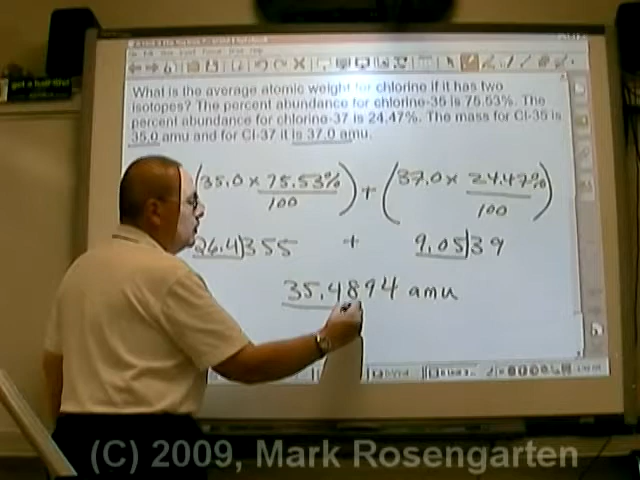 What is the average atomic weight for chlorine if it has two
isotopes? The percent abundance for chlorine-35 is 75.53%. The
percent abundance for chlorine-37 is 24.47%. The mass for Cl-35 is
35.0 amu and for Cl-37 it is 37.0 amu.
(35.0 x 75.53%/100) + (37.0 x 24.47%/100)
26.4355 + 9.0539
35.4894 amu
(C) 2009, Mark Rosengarten